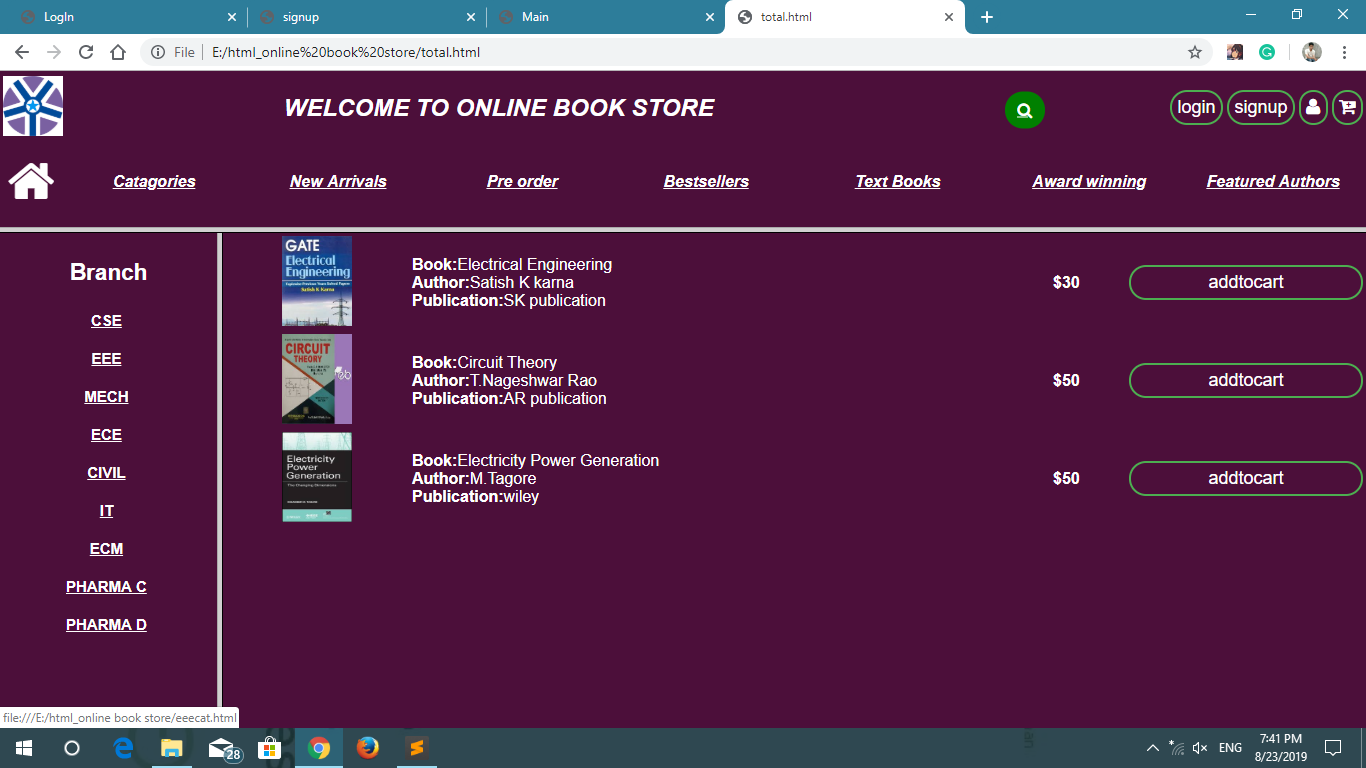 LogIn
signup
Main
total.html
File
E:/html_online%20book%20store/total.html
WELCOME TO ONLINE BOOK STORE
login
signup
Catagories
New Arrivals
Pre order
Bestsellers
Text Books
Award winning
Featured Authors
Branch
CSE
EEE
MECH
ECE
CIVIL
IT
ECM
PHARMA C
PHARMA D
GATE
Electrical
Engineering
Satish K Karna
Book:Electrical Engineering
Author:Satish K karna
Publication:SK publication
$30
addtocart
CIRCUIT
THEORY
Book:Circuit Theory
Author:T.Nageshwar Rao
Publication:AR publication
$50
addtocart
Electricity
Power
Generation
Book:Electricity Power Generation
Author:M.Tagore
Publication:wiley
$50
addtocart
file:///E:/html_online book store/eeecat.html
28
ENG
7:41 PM
8/23/2019